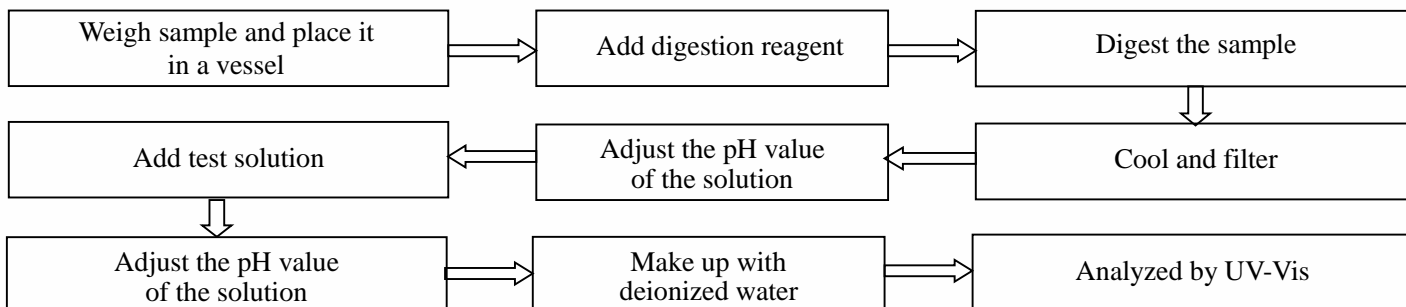 Weigh sample and place it
in a vessel
Add digestion reagent
Digest the sample
Add test solution
Adjust the pH value
of the solution
Cool and filter
Adjust the pH value
of the solution
Make up with
deionized water
Analyzed by UV-Vis